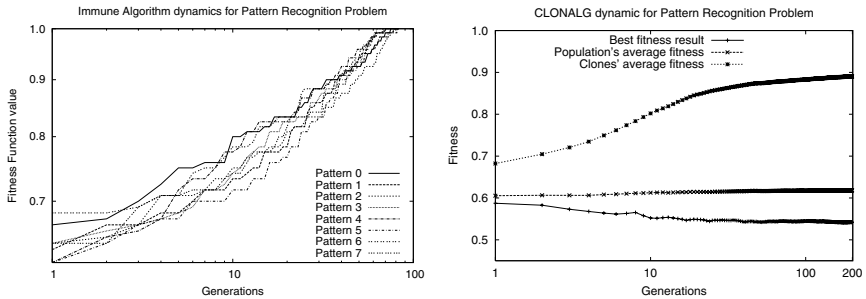 Immune Algorithm dynamics for Pattern Recognition Problem
1.0
0.9
0.8
0.7
Fitness Function value
Pattern 0
Pattern 1
Pattern 2
Pattern 3
Pattern 4
Pattern 5
Pattern 6
Pattern 7
1
10
100
Generations
CLONALG dynamic for Pattern Recognition Problem
Best fitness result
Population's average fitness
Clones' average fitness
1.0
0.9
0.8
0.7
0.6
0.5
Fitness
1
10
100
200
Generations